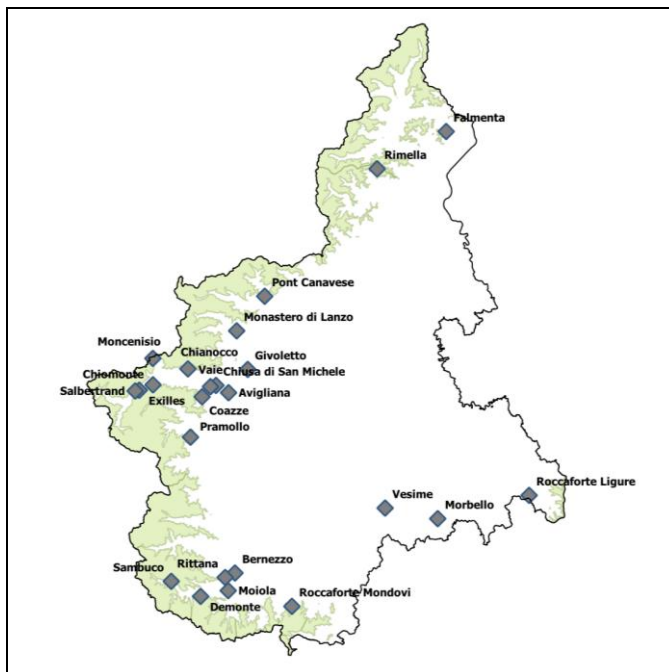 Falmenta
Rimella
Pont Canavese
Monastero di Lanzo
Moncenisio
Chianocco
Givoletto
Chiomonte
Vaie
Chiusa di San Michele
Salbertrand
Exilles
Avigliana
Coazze
Pramollo
Roccaforte Ligure
Vesime
Morbello
Bernezzo
Rittana
Sambuco
Moiola
Roccaforte Mondovi
Demonte